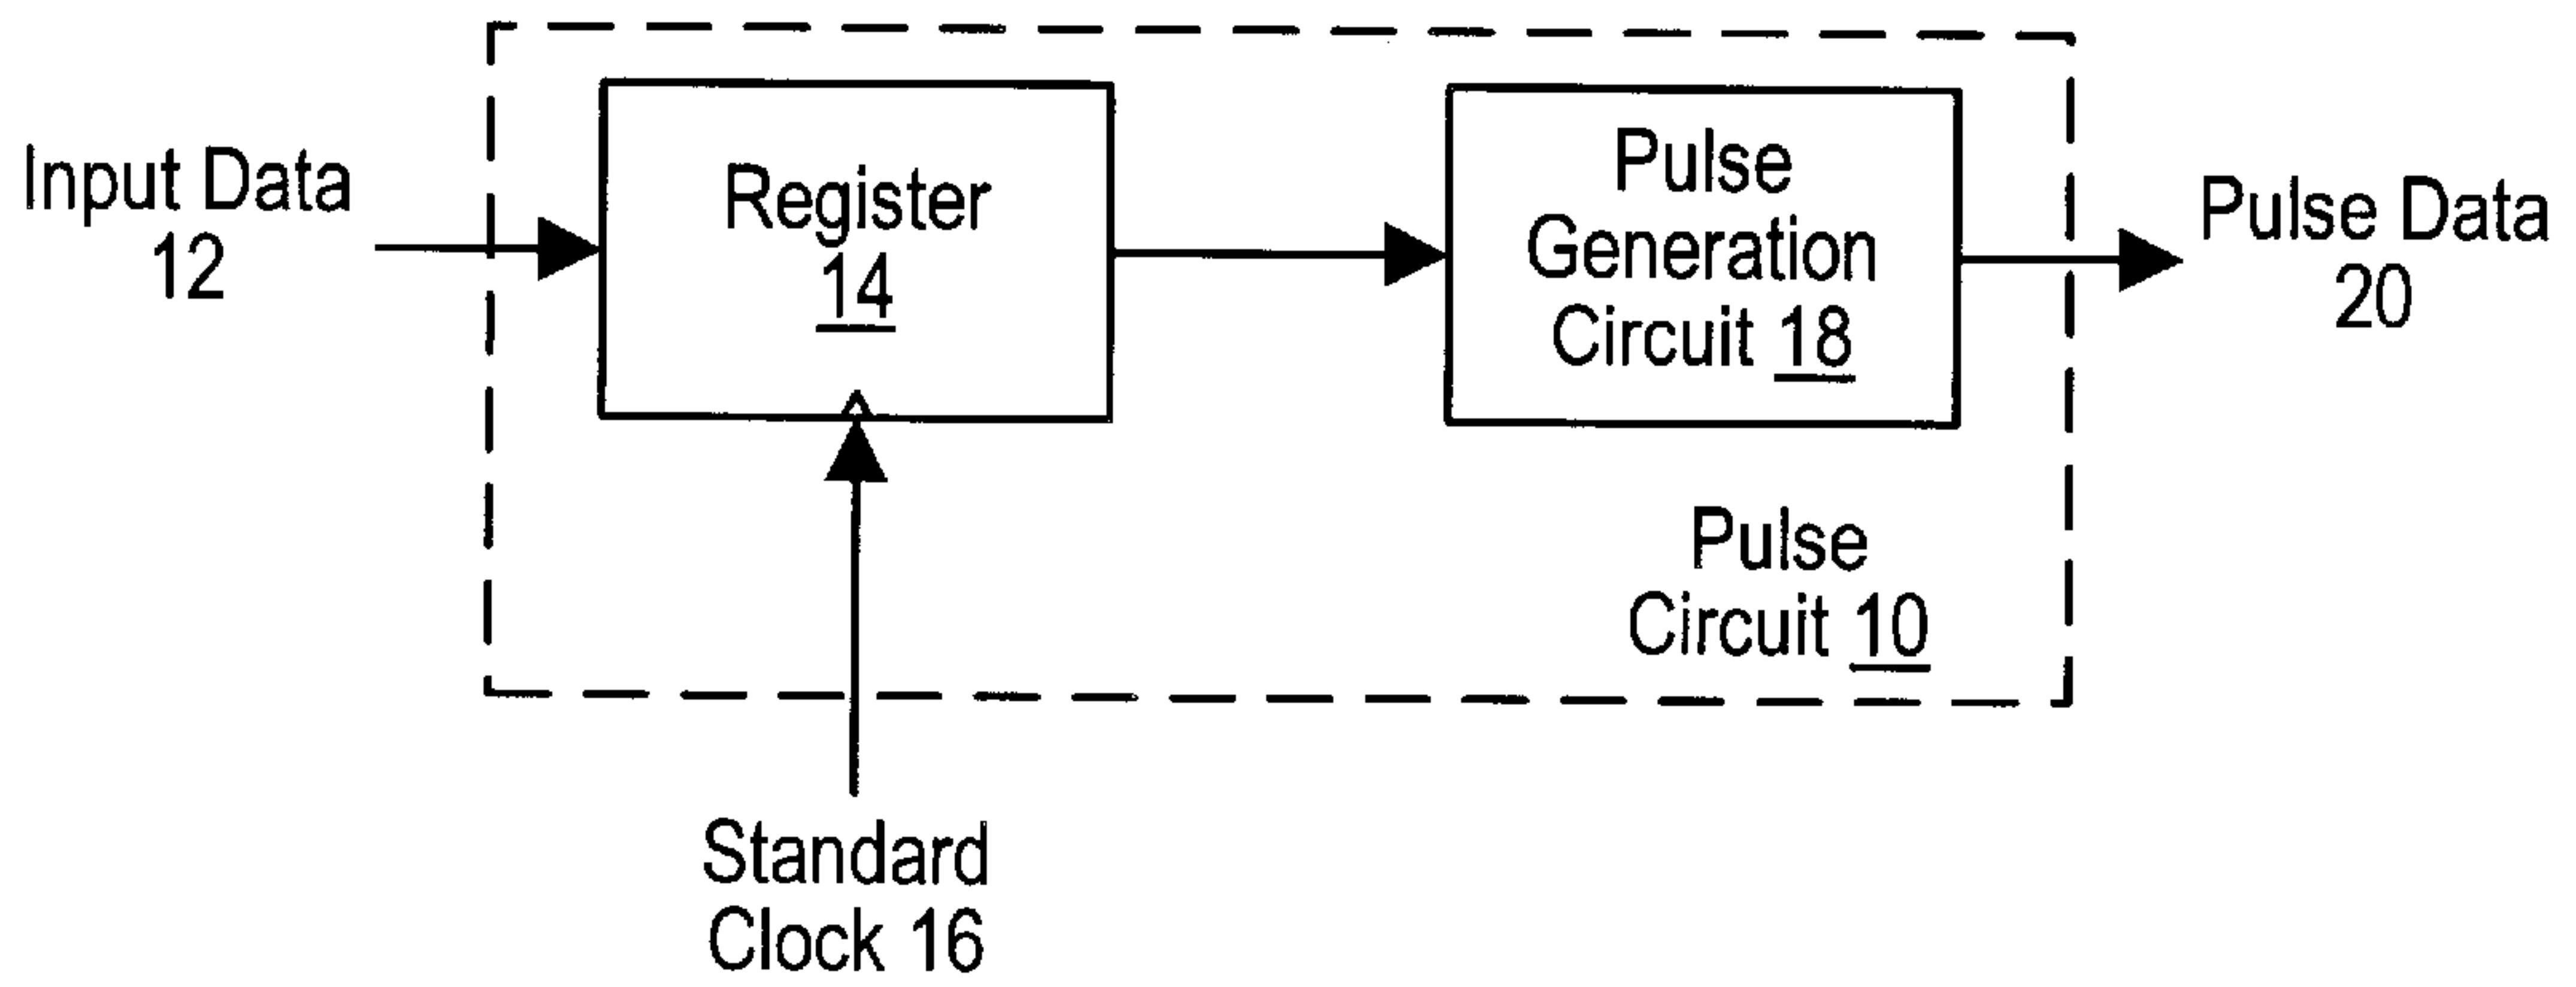 Input Data
12
Register
14
Pulse
Generation
Circuit 18
Pulse Data
20
Pulse
Circuit 10
Standard
Clock 16